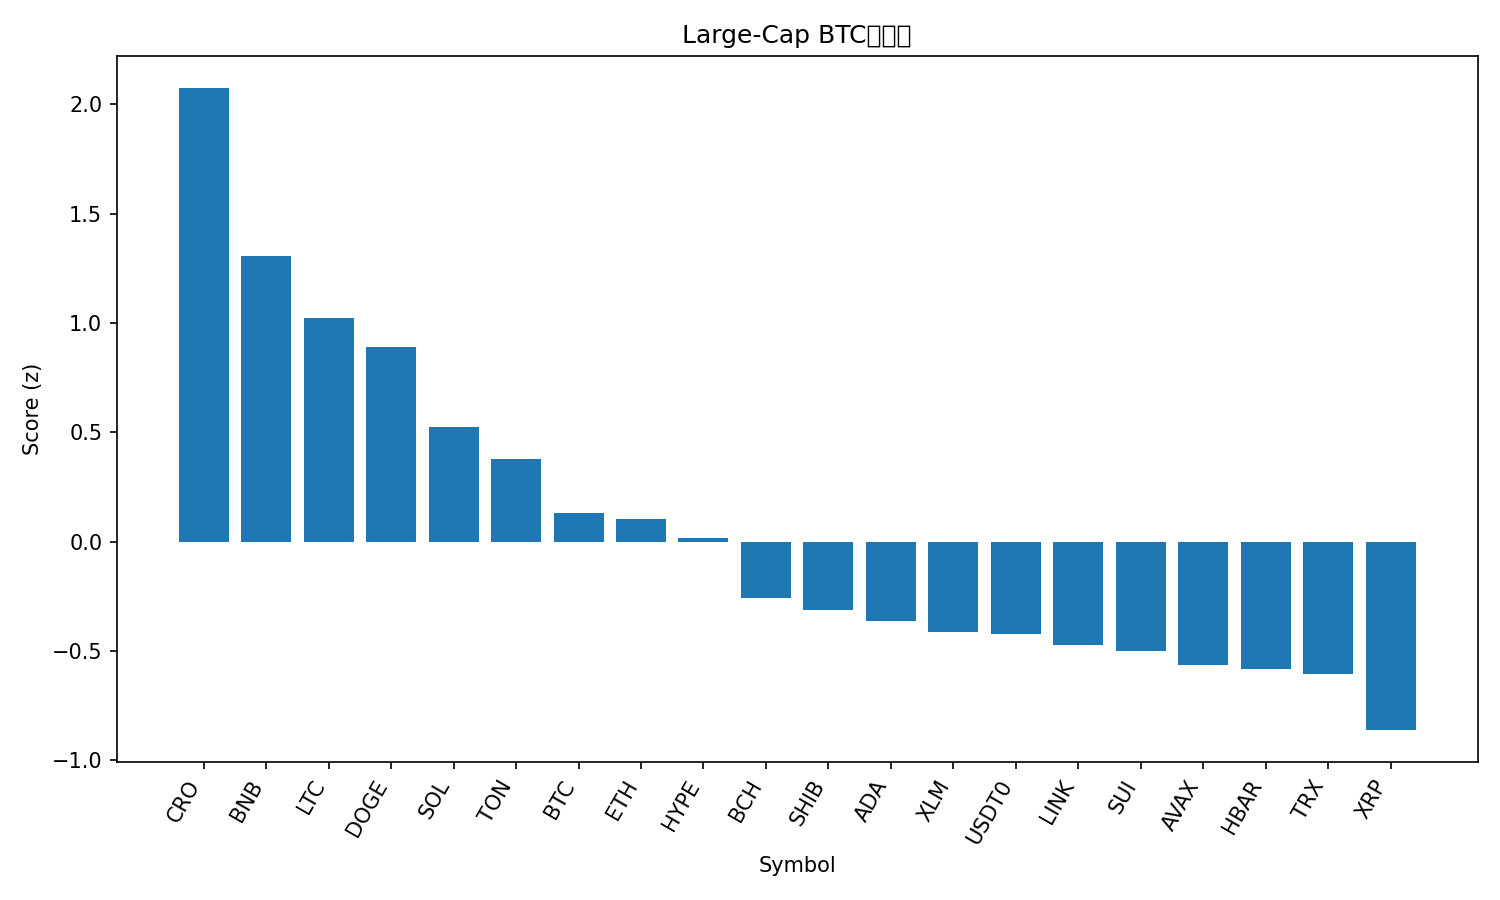 Large-Cap BTC
Score (z)
2.0
1.5
1.0
0.5
0.0
−0.5
−1.0
CRO
BNB
LTC
DOGE
SOL
TON
BTC
ETH
HYPE
BCH
SHIB
ADA
XLM
USDT0
LINK
SUI
AVAX
HBAR
TRX
XRP
Symbol